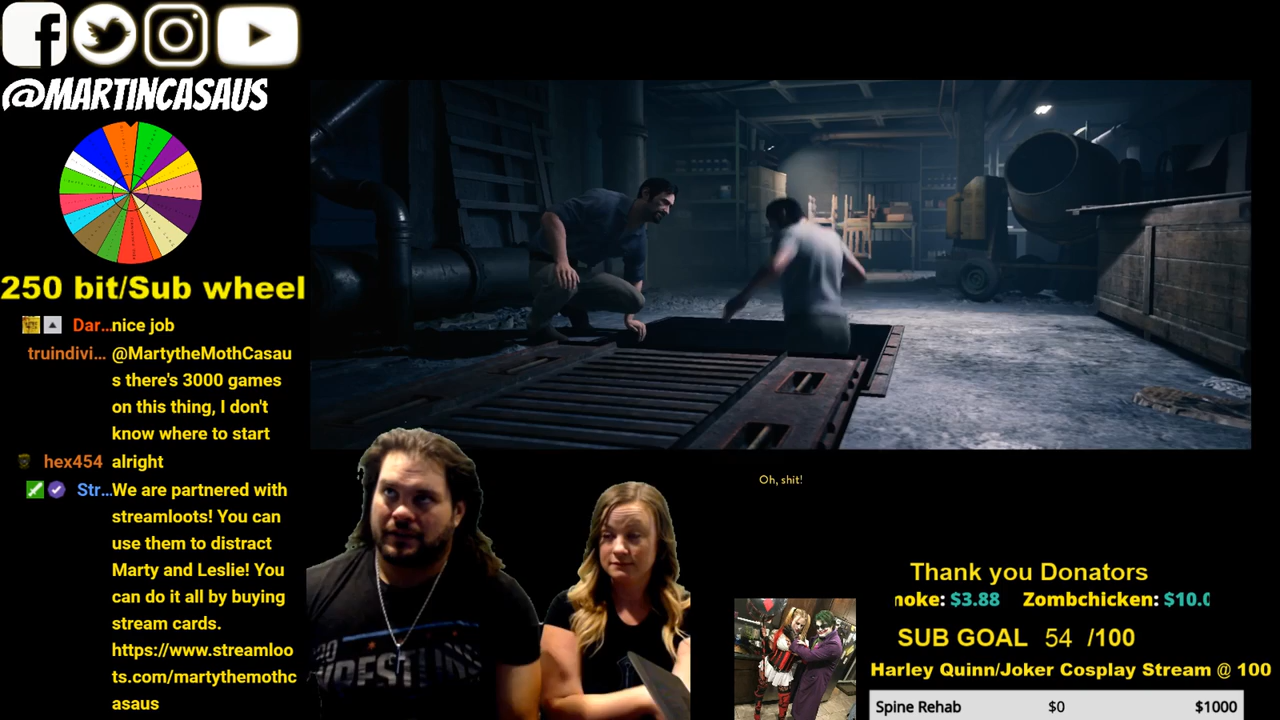 @MARTINCASAUS
250 bit/Sub wheel
Dar... nice job
truindivi... @MartytheMothCasau
s there's 3000 games
on this thing, I don't
know where to start
hex454 alright
Str... We are partnered with
streamloots! You can
use them to distract
Marty and Leslie! You
can do it all by buying
stream cards.
https://www.streamloo
ts.com/martythemothc
asaus
Oh, shit!
WRESTLIN
Thank you Donators
moke: $3.88 Zombchicken: $10.0
SUB GOAL 54 /100
Harley Quinn/Joker Cosplay Stream @ 100
Spine Rehab $0 $1000